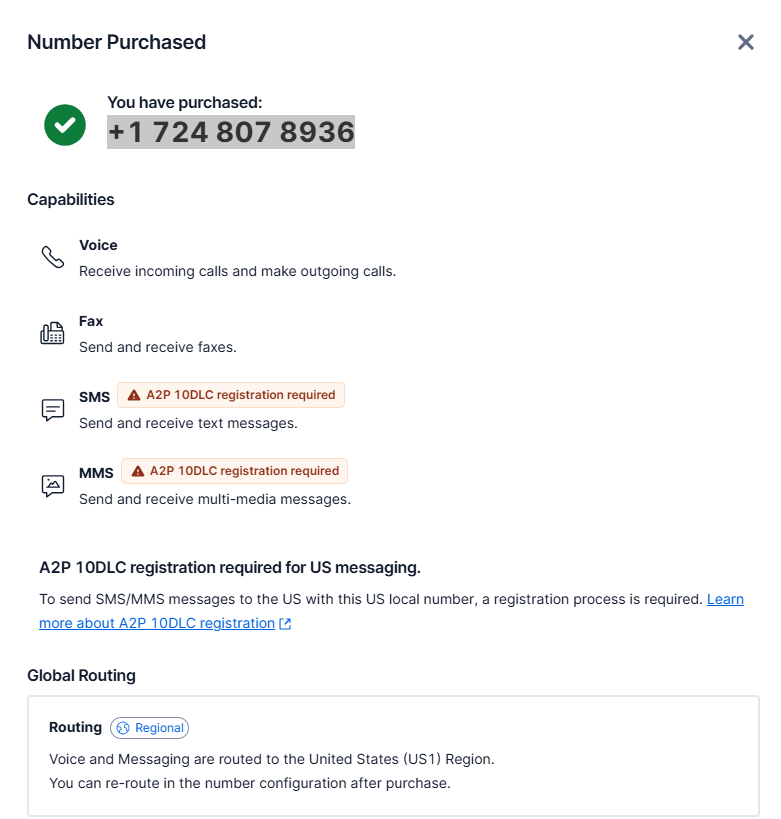 Number Purchased
You have purchased:
+1 724 807 8936
Capabilities
Voice
Receive incoming calls and make outgoing calls.
Fax
Send and receive faxes.
SMS A2P 10DLC registration required
Send and receive text messages.
MMS A2P 10DLC registration required
Send and receive multi-media messages.
A2P 10DLC registration required for US messaging.
To send SMS/MMS messages to the US with this US local number, a registration process is required. Learn
more about A2P 10DLC registration
Global Routing
Routing Regional
Voice and Messaging are routed to the United States (US1) Region.
You can re-route in the number configuration after purchase.